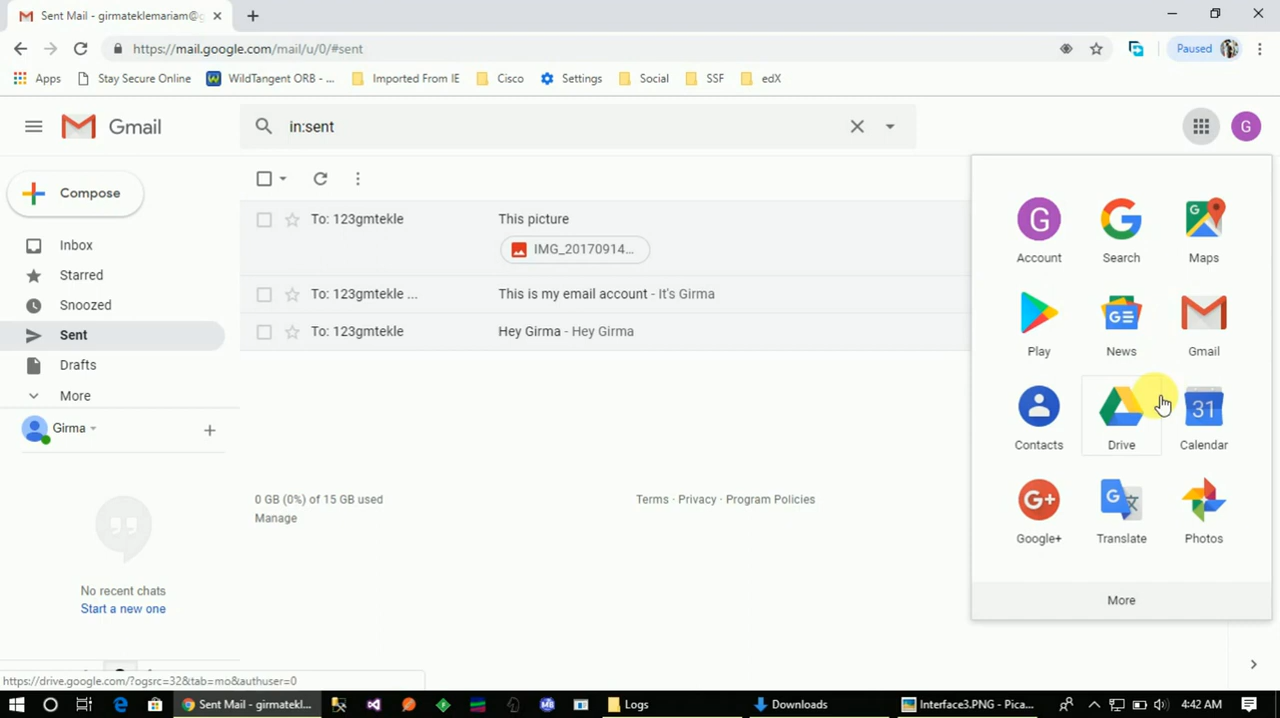 Sent Mail - girmateklemariam@g
https://mail.google.com/mail/u/0/#sent
Paused
Apps
Stay Secure Online
WildTangent ORB - ...
Imported From IE
Cisco
Settings
Social
SSF
edX
Gmail
in:sent
G
Compose
Inbox
Starred
Snoozed
Sent
Drafts
More
Girma
No recent chats
Start a new one
To: 123gmtekle
This picture
IMG_20170914...
To: 123gmtekle ...
This is my email account - It's Girma
To: 123gmtekle
Hey Girma - Hey Girma
0 GB (0%) of 15 GB used
Manage
Terms · Privacy · Program Policies
G
Account
Search
Maps
Play
News
Gmail
Contacts
Drive
31
Calendar
G+
Google+
Translate
Photos
More
https://drive.google.com/?ogsrc=32&tab=mo&authuser=0
Sent Mail - girmatekl...
Logs
Downloads
Interface3.PNG - Pica...
4:42 AM